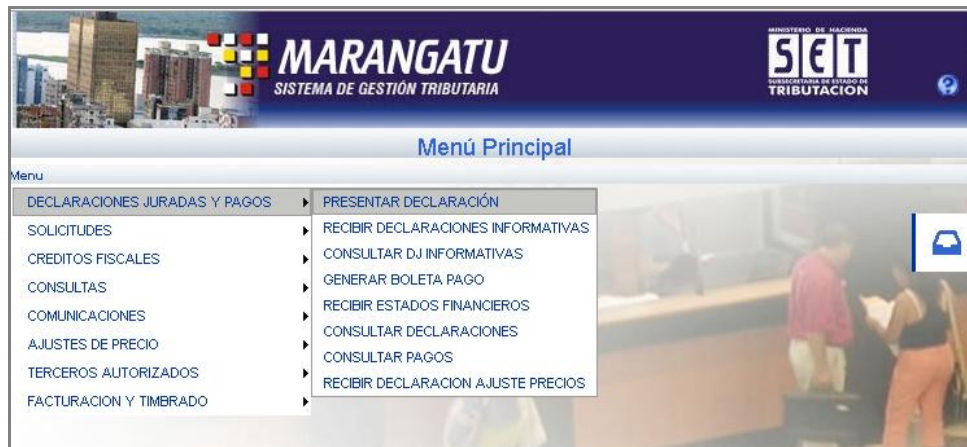 MARANGATU
SISTEMA DE GESTIÓN TRIBUTARIA
MINISTERIO DE HACIENDA
SET
SUBSECRETARIA DE ESTADO DE
TRIBUTACION
?
Menú Principal
Menu
DECLARACIONES JURADAS Y PAGOS
SOLICITUDES
CREDITOS FISCALES
CONSULTAS
COMUNICACIONES
AJUSTES DE PRECIO
TERCEROS AUTORIZADOS
FACTURACION Y TIMBRADO
PRESENTAR DECLARACIÓN
RECIBIR DECLARACIONES INFORMATIVAS
CONSULTAR DJ INFORMATIVAS
GENERAR BOLETA PAGO
RECIBIR ESTADOS FINANCIEROS
CONSULTAR DECLARACIONES
CONSULTAR PAGOS
RECIBIR DECLARACION AJUSTE PRECIOS